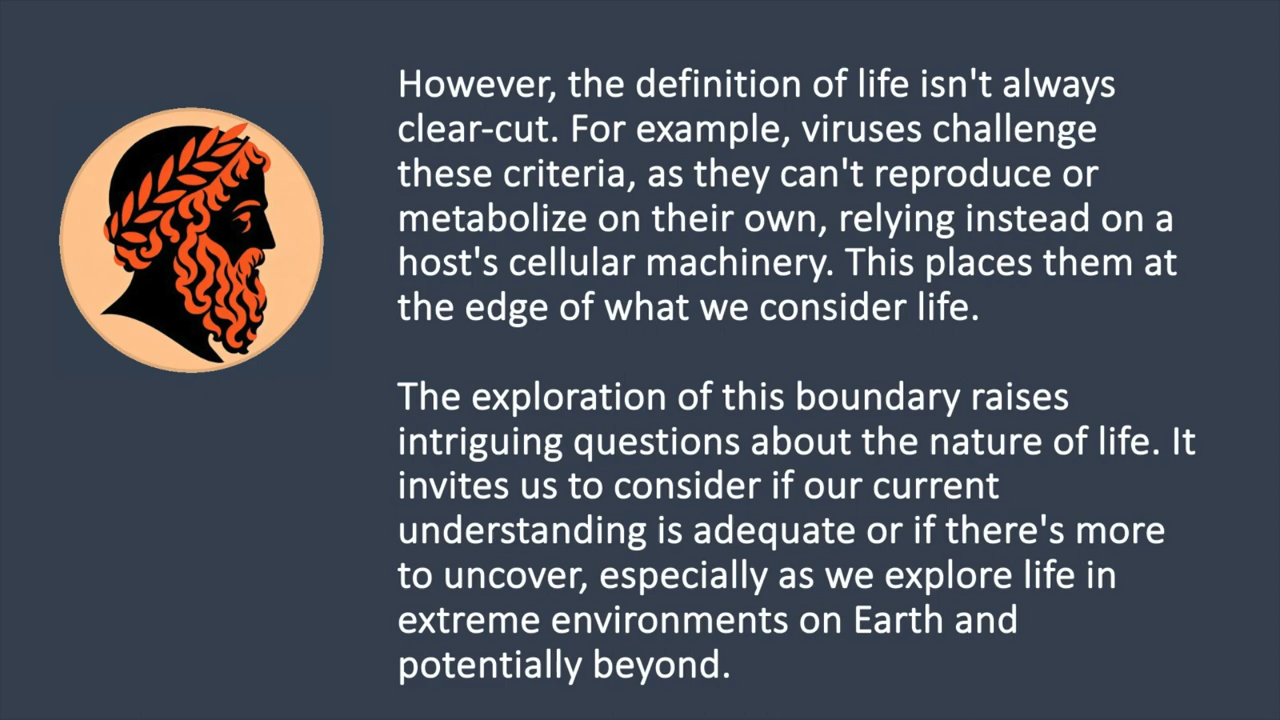 However, the definition of life isn't always
clear-cut. For example, viruses challenge
these criteria, as they can't reproduce or
metabolize on their own, relying instead on a
host's cellular machinery. This places them at
the edge of what we consider life.
The exploration of this boundary raises
intriguing questions about the nature of life. It
invites us to consider if our current
understanding is adequate or if there's more
to uncover, especially as we explore life in
extreme environments on Earth and
potentially beyond.